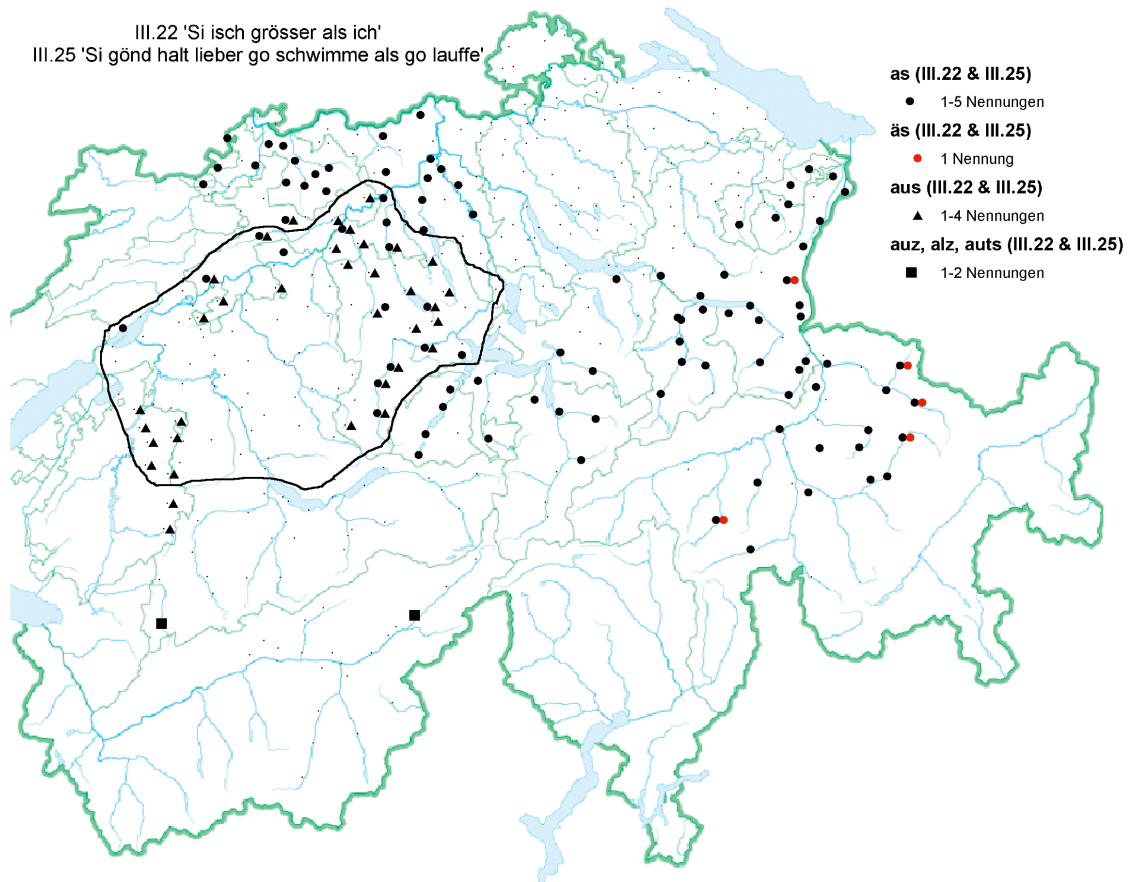 III.22 'Si isch grösser als ich'
III.25 'Si gönd halt lieber go schwimme als go lauffe'
as (III.22 & III.25)
1-5 Nennungen
äs (III.22 & III.25)
1 Nennung
aus (III.22 & III.25)
1-4 Nennungen
auz, alz, auts (III.22 & III.25)
1-2 Nennungen